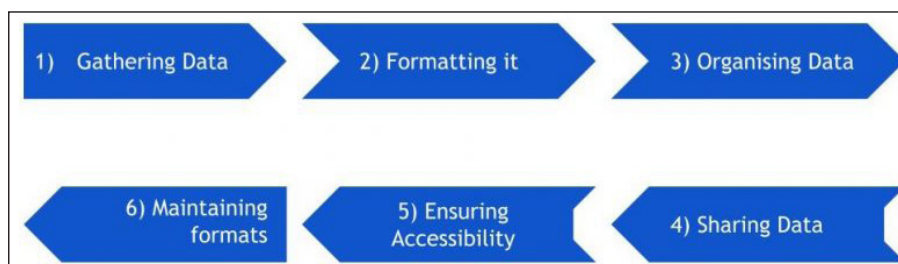 1) Gathering Data
2) Formatting it
3) Organising Data
4) Sharing Data
5) Ensuring
Accessibility
6) Maintaining
formats